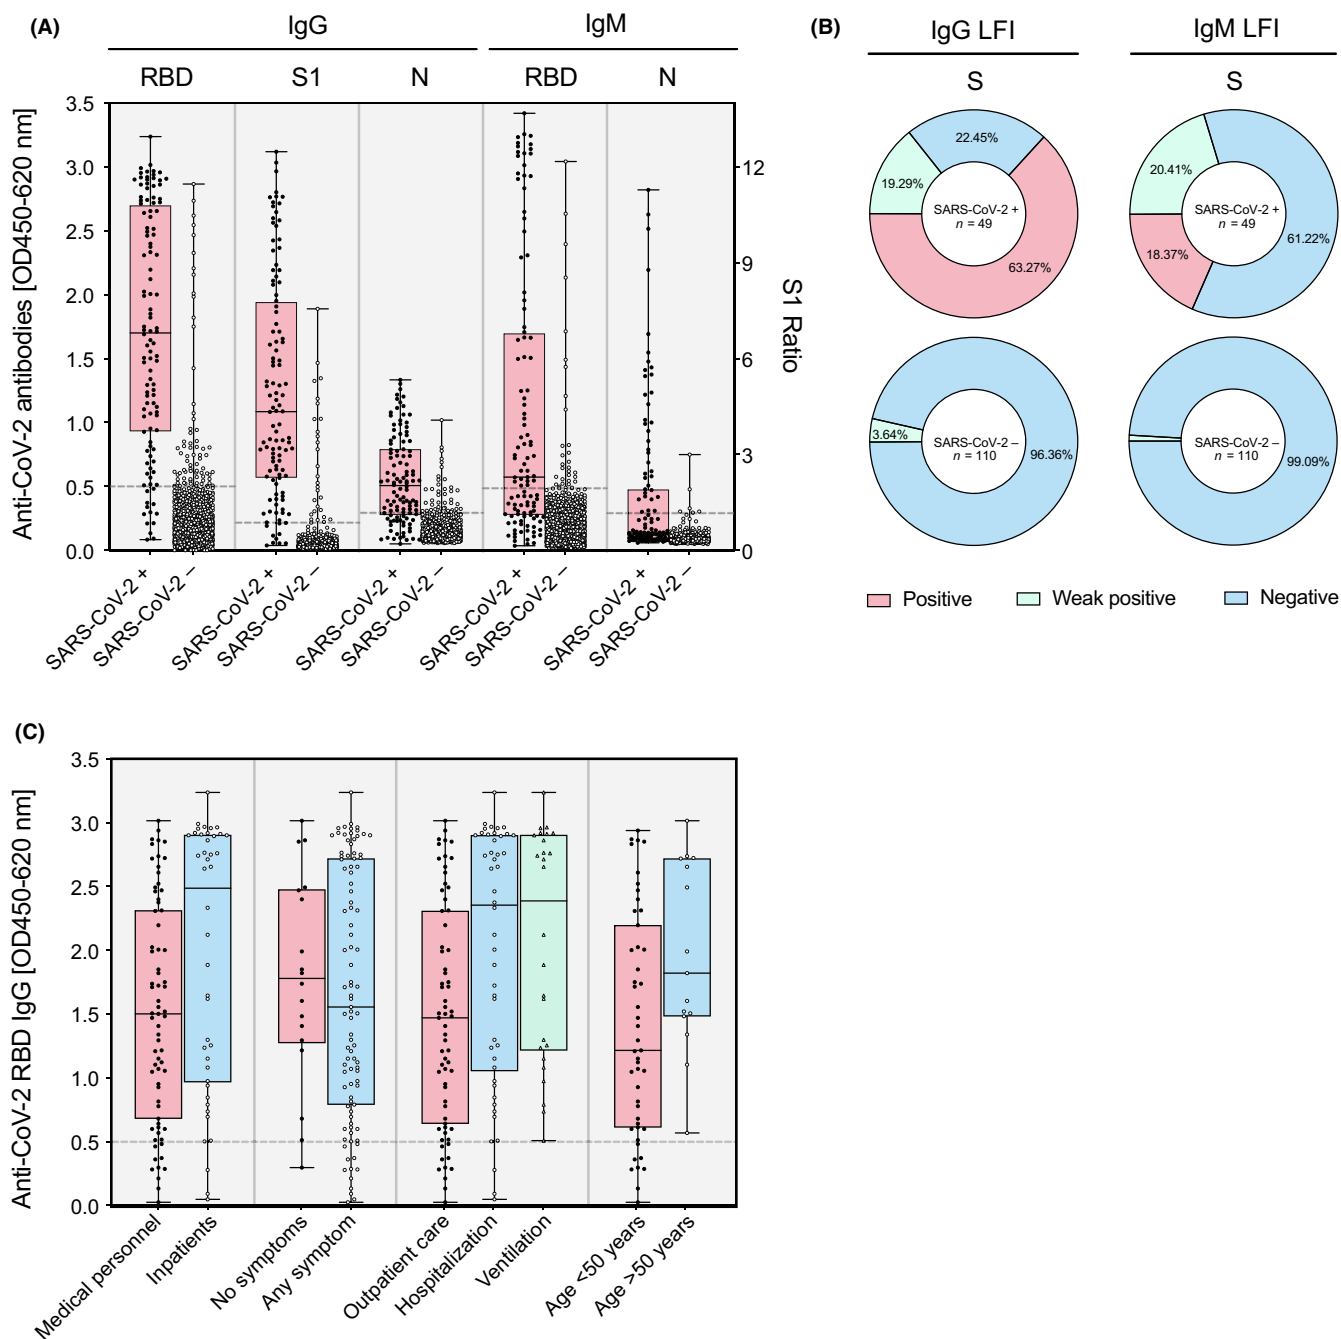 (A)
IgG
IgM
RBD
S1
N
RBD
N
Anti-CoV-2 antibodies [OD450-620 nm]
3.5
3.0
2.5
2.0
1.5
1.0
0.5
0.0
12
9
6
3
0
S1 Ratio
SARS-CoV-2 +
SARS-CoV-2 –
SARS-CoV-2 +
SARS-CoV-2 –
SARS-CoV-2 +
SARS-CoV-2 –
SARS-CoV-2 +
SARS-CoV-2 –
SARS-CoV-2 +
SARS-CoV-2 –
(B)
IgG LFI
IgM LFI
S
S
22.45%
19.29%
63.27%
SARS-CoV-2 +
n = 49
20.41%
18.37%
61.22%
SARS-CoV-2 +
n = 49
3.64%
96.36%
SARS-CoV-2 –
n = 110
99.09%
SARS-CoV-2 –
n = 110
Positive
Weak positive
Negative
(C)
Anti-CoV-2 RBD IgG [OD450-620 nm]
3.5
3.0
2.5
2.0
1.5
1.0
0.5
0.0
Medical personnel
Inpatients
No symptoms
Any symptom
Outpatient care
Hospitalization
Ventilation
Age <50 years
Age >50 years